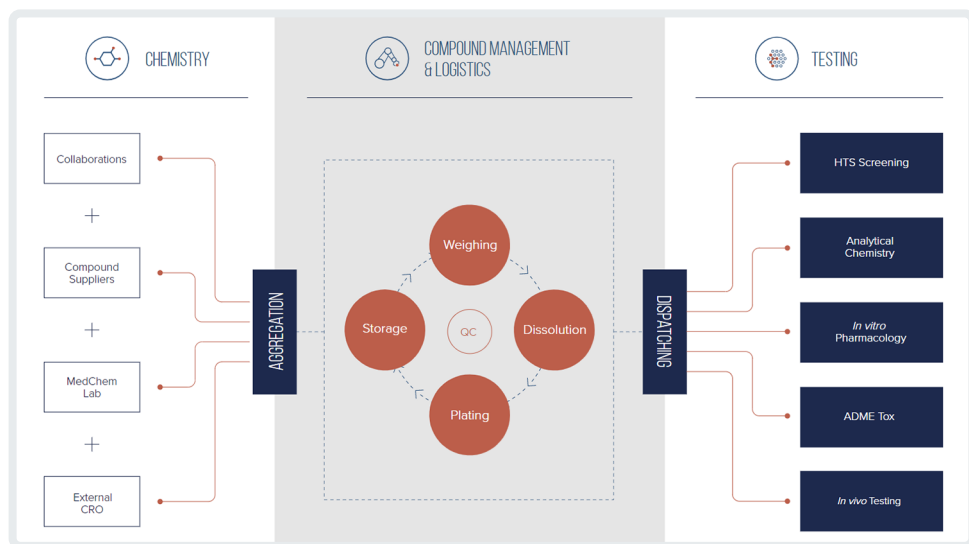 CHEMISTRY
COMPOUND MANAGEMENT
& LOGISTICS
TESTING
Collaborations
+
Compound
Suppliers
+
MedChem
Lab
+
External
CRO
AGGREGATION
Weighing
Storage
QC
Dissolution
Plating
DISPATCHING
HTS Screening
Analytical
Chemistry
In vitro
Pharmacology
ADME Tox
In vivo Testing